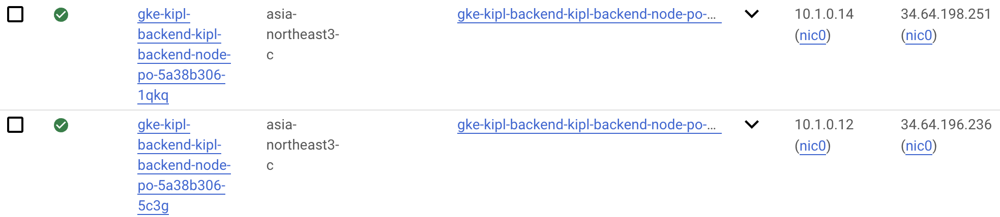 gke-kipl-
backend-kipl-
backend-node-
po-5a38b306-
1qkq
asia-
northeast3-
c
gke-kipl-backend-kipl-backend-node-po-...
10.1.0.14
(nic0)
34.64.198.251
(nic0)
gke-kipl-
backend-kipl-
backend-node-
po-5a38b306-
5c3g
asia-
northeast3-
c
gke-kipl-backend-kipl-backend-node-po-...
10.1.0.12
(nic0)
34.64.196.236
(nic0)